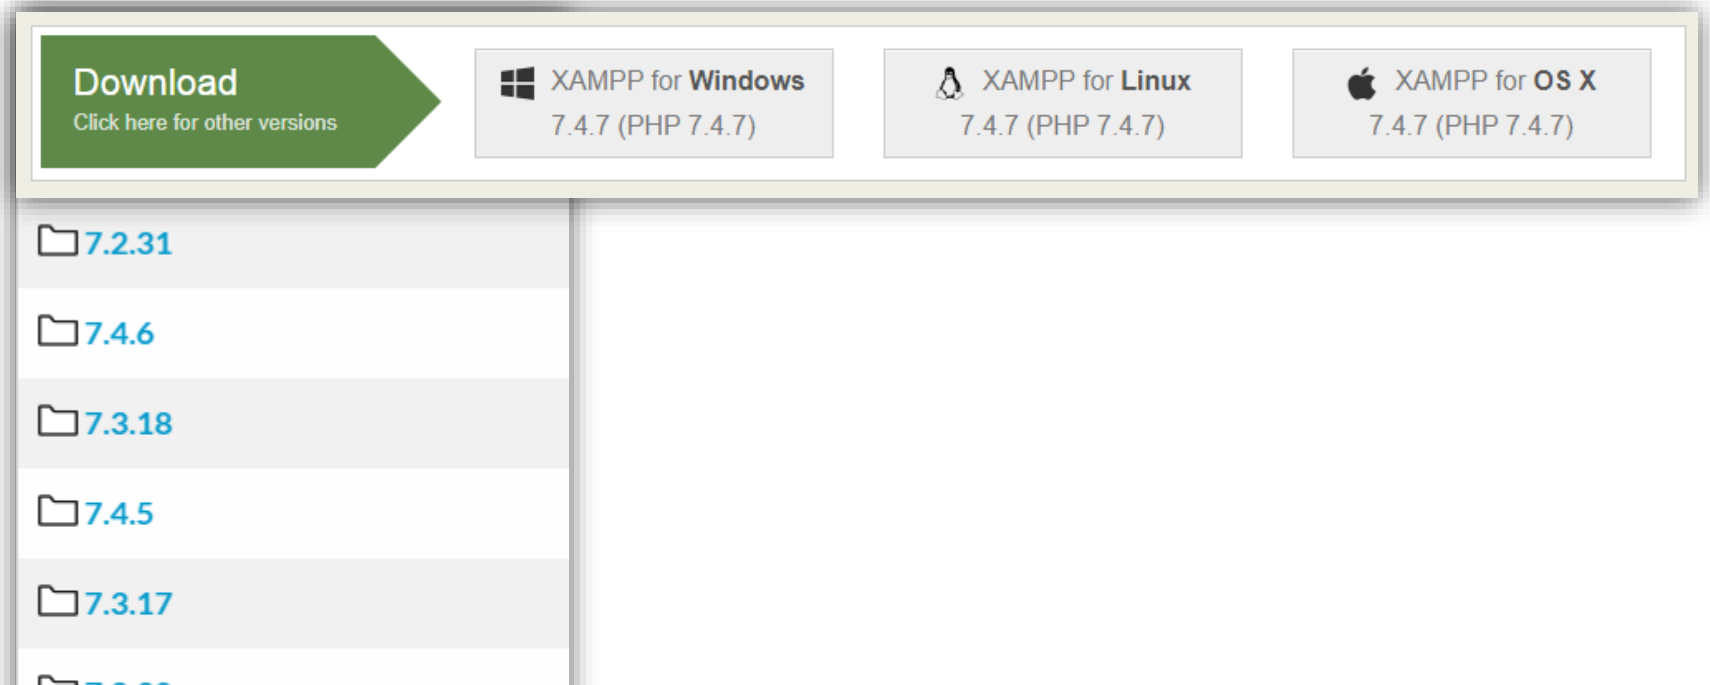 Download
Click here for other versions
XAMPP for Windows
7.4.7 (PHP 7.4.7)
XAMPP for Linux
7.4.7 (PHP 7.4.7)
XAMPP for OS X
7.4.7 (PHP 7.4.7)
7.2.31
7.4.6
7.3.18
7.4.5
7.3.17